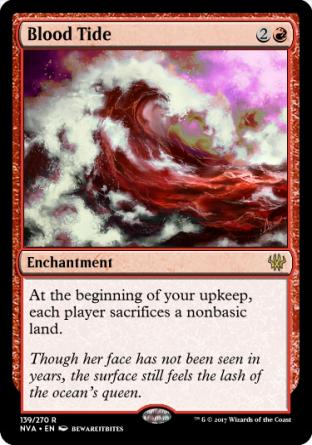 Blood Tide 2
Enchantment
At the beginning of your upkeep,
each player sacrifices a nonbasic
land.
Though her face has not been seen in
years, the surface still feels the lash of
the ocean's queen.
139/270 R
NVA • EN BEWAREITBITES
™ & © 2017 Wizards of the Coast